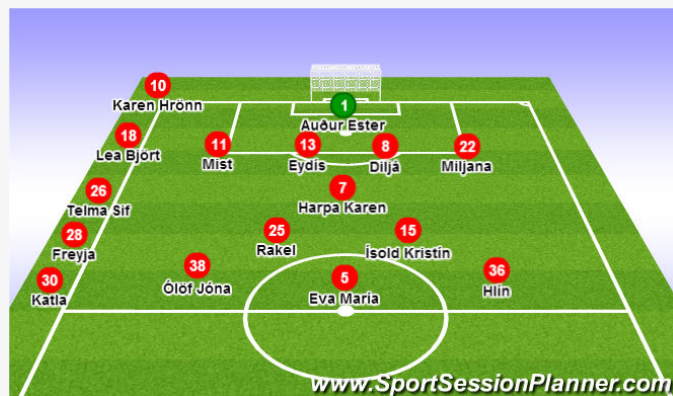 10
Karen Hrönn
1
Auður Ester
18
Lea Björt
11
Mist
13
Eydís
8
Diljá
22
Miljana
26
Telma Sif
7
Harpa Karen
28
Freyja
25
Rakel
15
Ísold Kristín
30
Katla
38
Ólöf Jóna
5
Eva María
36
Hlín
www.SportSessionPlanner.com